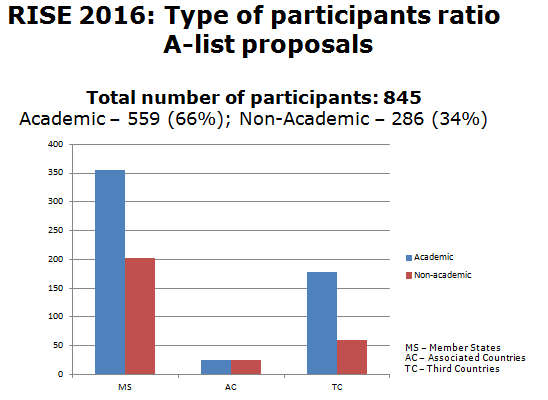 RISE 2016: Type of participants ratio
A-list proposals
Total number of participants: 845
Academic – 559 (66%); Non-Academic – 286 (34%)
400
350
300
250
200
150
100
50
0
MS
AC
TC
Academic
Non-academic
MS – Member States
AC – Associated Countries
TC – Third Countries